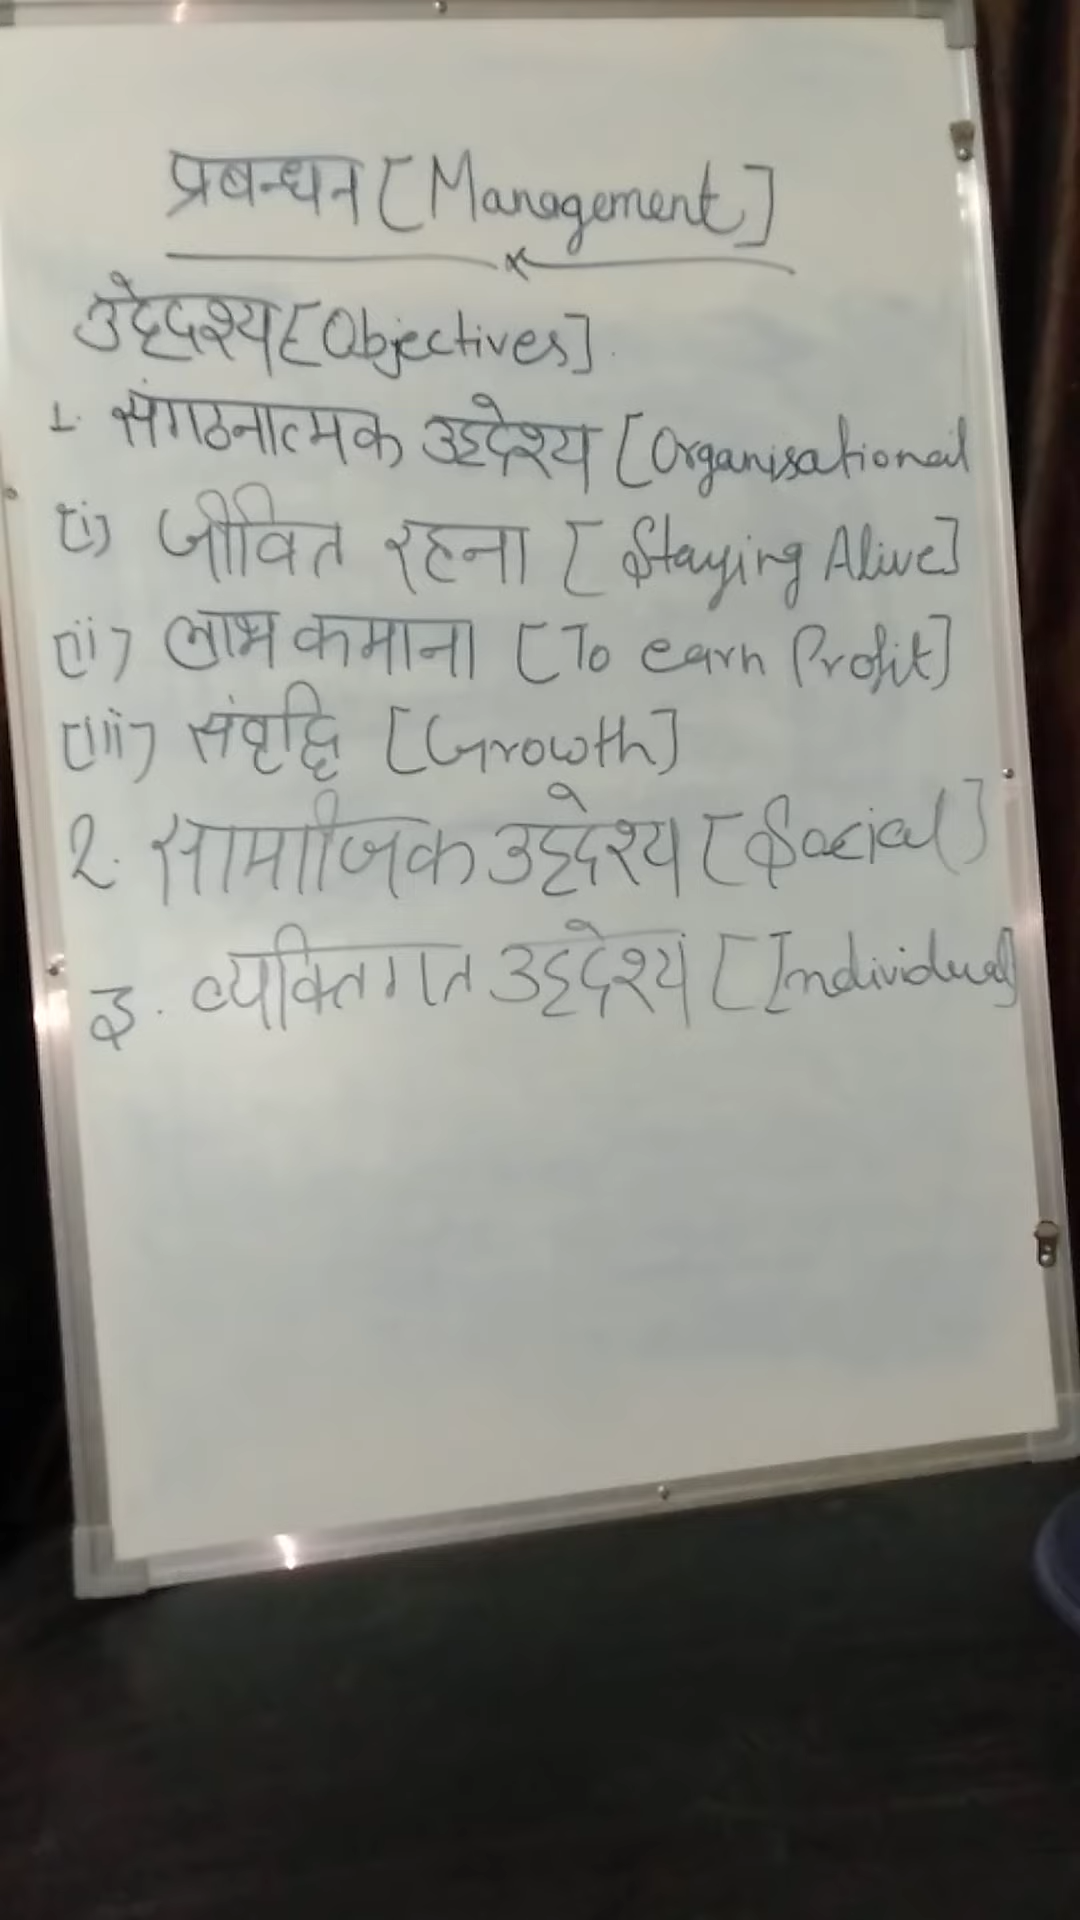 प्रबन्धन [Management]
उद्देश्य [Objectives]
1. संगठनात्मक उद्देश्य [Organisational
(i) जीवित रहना [Staying Alive]
(ii) लाभ कमाना [To earn Profit]
(iii) संवृद्धि [Growth]
2. सामाजिक उद्देश्य [Social]
3. व्यक्तिगत उद्देश्य [Individual]